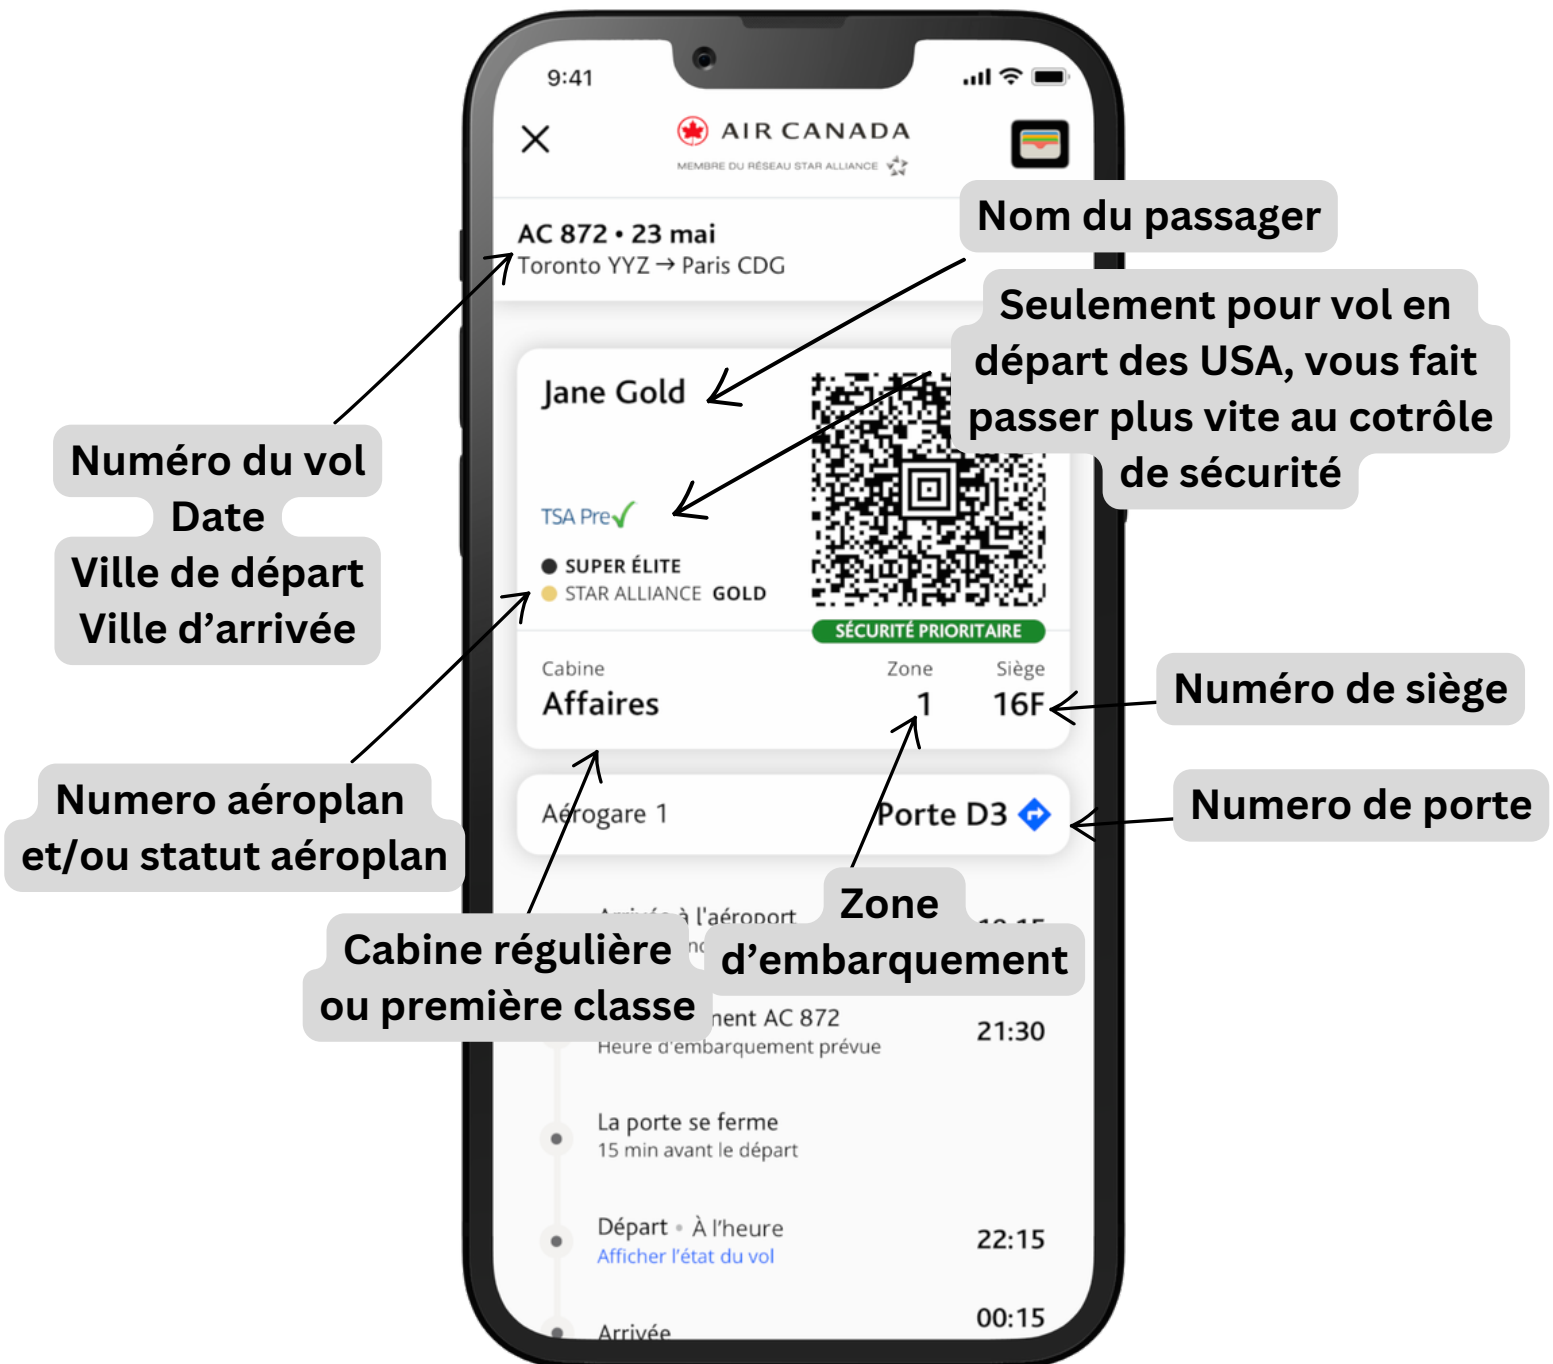 9:41
AIR CANADA
MEMBRE DU RÉSEAU STAR ALLIANCE
AC 872 • 23 mai
Toronto YYZ → Paris CDG
Nom du passager
Seulement pour vol en
départ des USA, vous fait
passer plus vite au cotrôle
de sécurité
Jane Gold
Numéro du vol
Date
Ville de départ
Ville d’arrivée
TSA Pre✓
SUPER ÉLITE
STAR ALLIANCE GOLD
SÉCURITÉ PRIORITAIRE
Cabine Zone Siège
Affaires 1 16F
Numéro de siège
Numero aéroplan
et/ou statut aéroplan
Aérogare 1 Porte D3
Numero de porte
à l'aéroport
Zone
d’embarquement
Cabine régulière
ou première classe
AC 872 21:30
Heure d'embarquement prévue
La porte se ferme
15 min avant le départ
Départ • À l’heure 22:15
Afficher l’état du vol
00:15
Arrivée